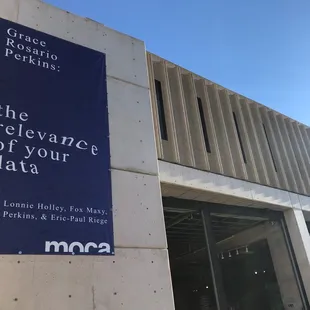 Grace
Rosario
Perkins:
the
relevance
of your
data
Lonnie Holley, Fox Maxy,
Perkins, & Eric-Paul Riege
moca